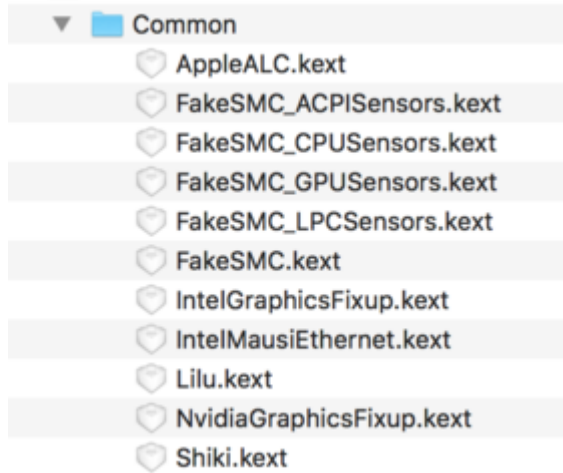 Common
AppleALC.kext
FakeSMC_ACPISensors.kext
FakeSMC_CPUSensors.kext
FakeSMC_GPUSensors.kext
FakeSMC_LPCSensors.kext
FakeSMC.kext
IntelGraphicsFixup.kext
IntelMausiEthernet.kext
Lilu.kext
NvidiaGraphicsFixup.kext
Shiki.kext